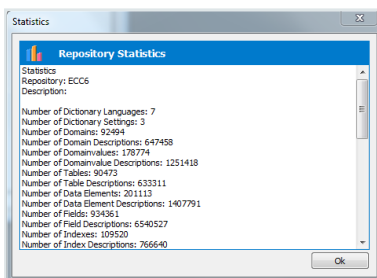 Statistics
Repository Statistics
Statistics
Repository: ECC6
Description:
Number of Dictionary Languages: 7
Number of Dictionary Settings: 3
Number of Domains: 92494
Number of Domain Descriptions: 647458
Number of Domainvalues: 178774
Number of Domainvalue Descriptions: 1251418
Number of Tables: 90473
Number of Table Descriptions: 633311
Number of Data Elements: 201113
Number of Data Element Descriptions: 1407791
Number of Fields: 934361
Number of Field Descriptions: 6540527
Number of Indexes: 109520
Number of Index Descriptions: 766640
Ok